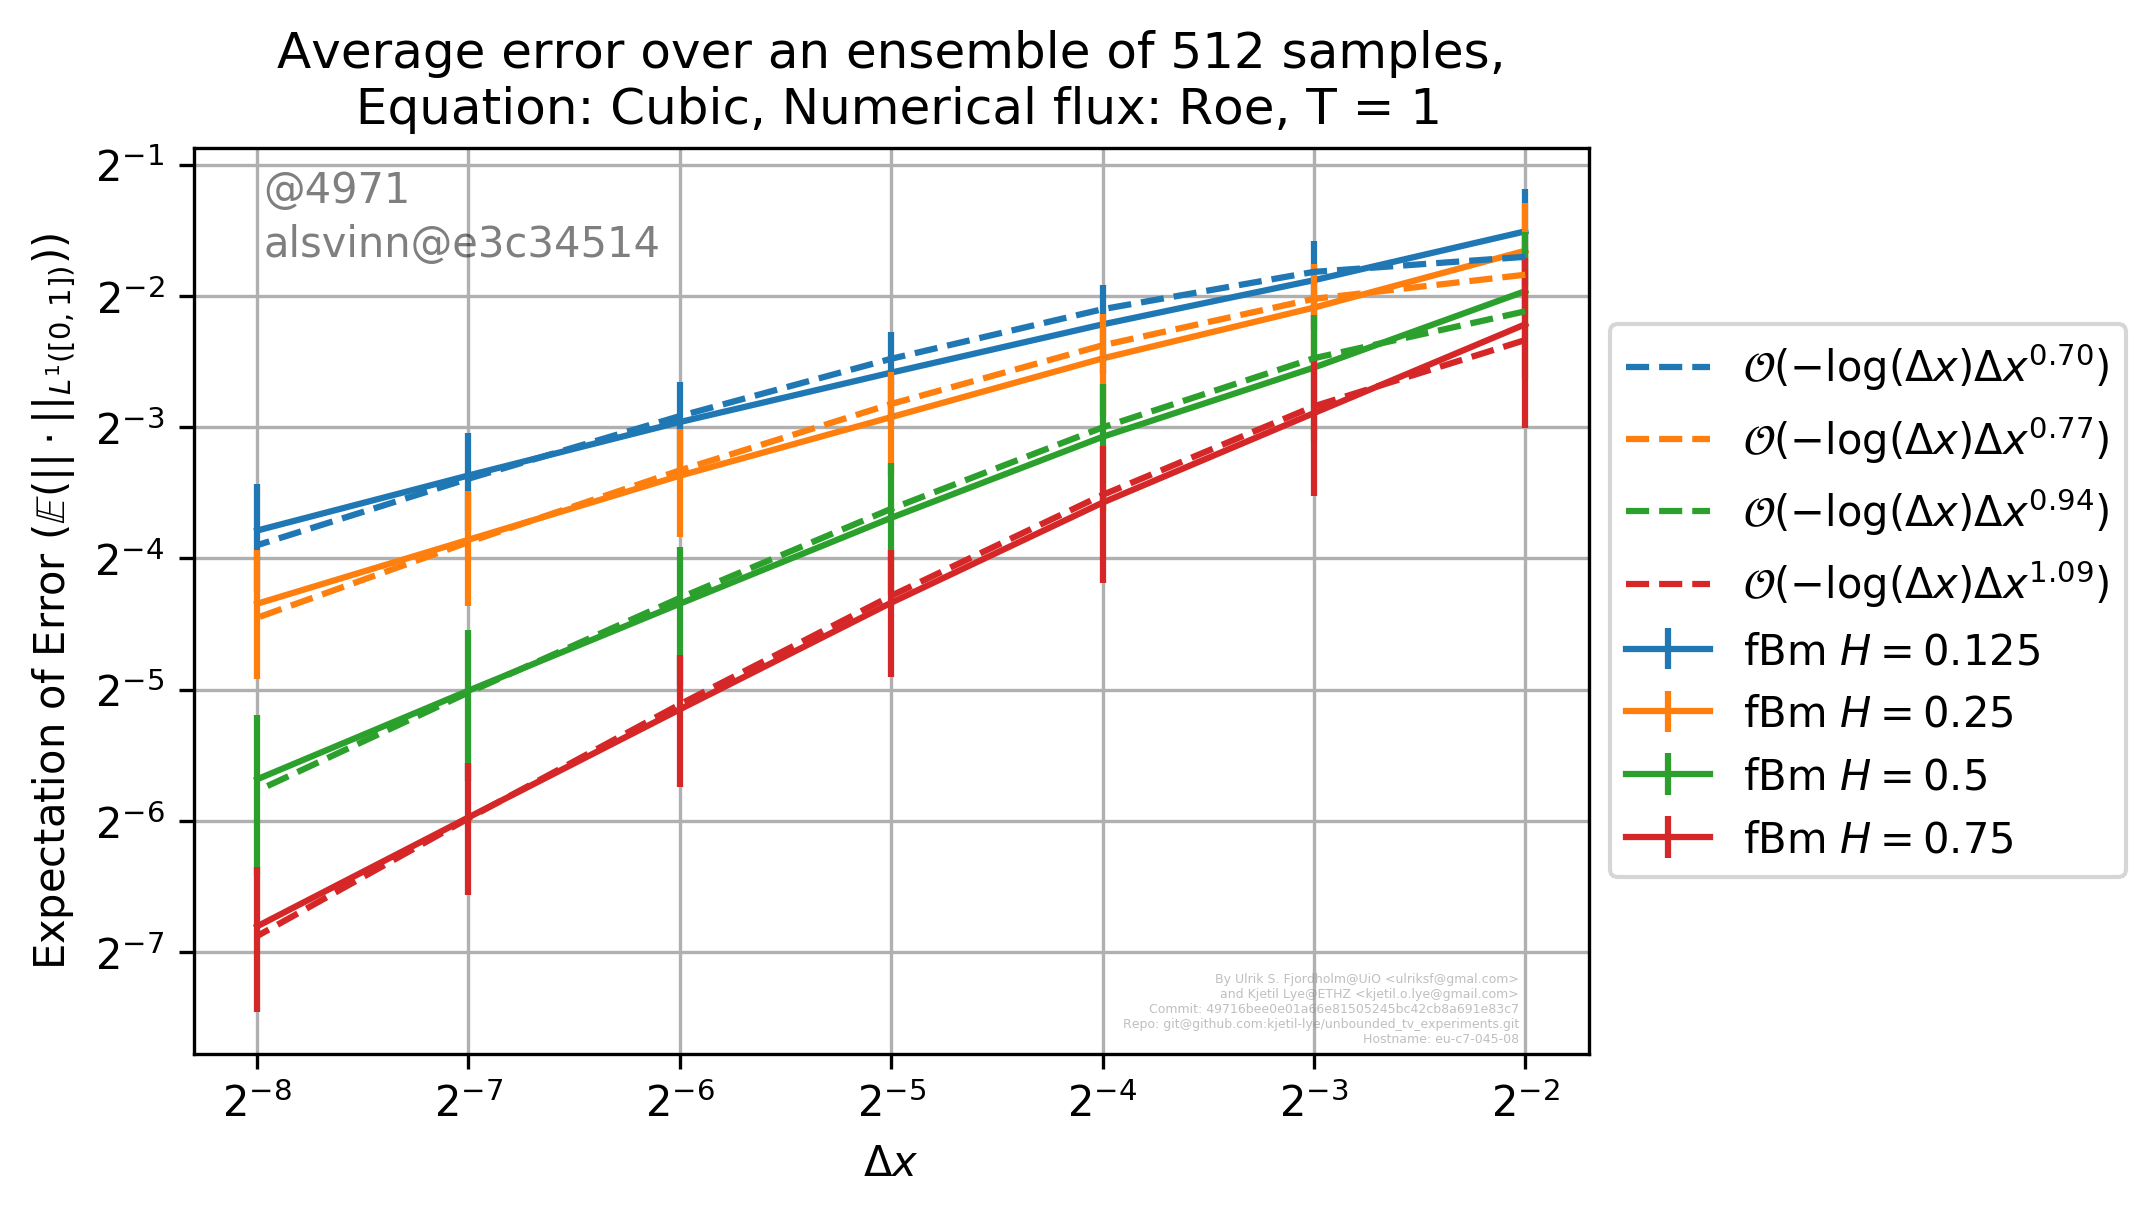 Average error over an ensemble of 512 samples,
Equation: Cubic, Numerical flux: Roe, T = 1
Expectation of Error (𝔼(||·||_{L¹([0,1])}))
2⁻¹
2⁻²
2⁻³
2⁻⁴
2⁻⁵
2⁻⁶
2⁻⁷
@4971
alsvinn@e3c34514
By Ulrik S. Fjordholm@UiO <ulriksf@gmal.com>
and Kjetil Lye@ETHZ <kjetil.o.lye@gmail.com>
Commit: 49716bee0e01a66e81505245bc42cb8a691e83c7
Repo: git@github.com:kjetil-lye/unbounded_tv_experiments.git
Hostname: eu-c7-045-08
2⁻⁸ 2⁻⁷ 2⁻⁶ 2⁻⁵ 2⁻⁴ 2⁻³ 2⁻²
Δx
𝒪(−log(Δx)Δx^{0.70})
𝒪(−log(Δx)Δx^{0.77})
𝒪(−log(Δx)Δx^{0.94})
𝒪(−log(Δx)Δx^{1.09})
fBm H = 0.125
fBm H = 0.25
fBm H = 0.5
fBm H = 0.75